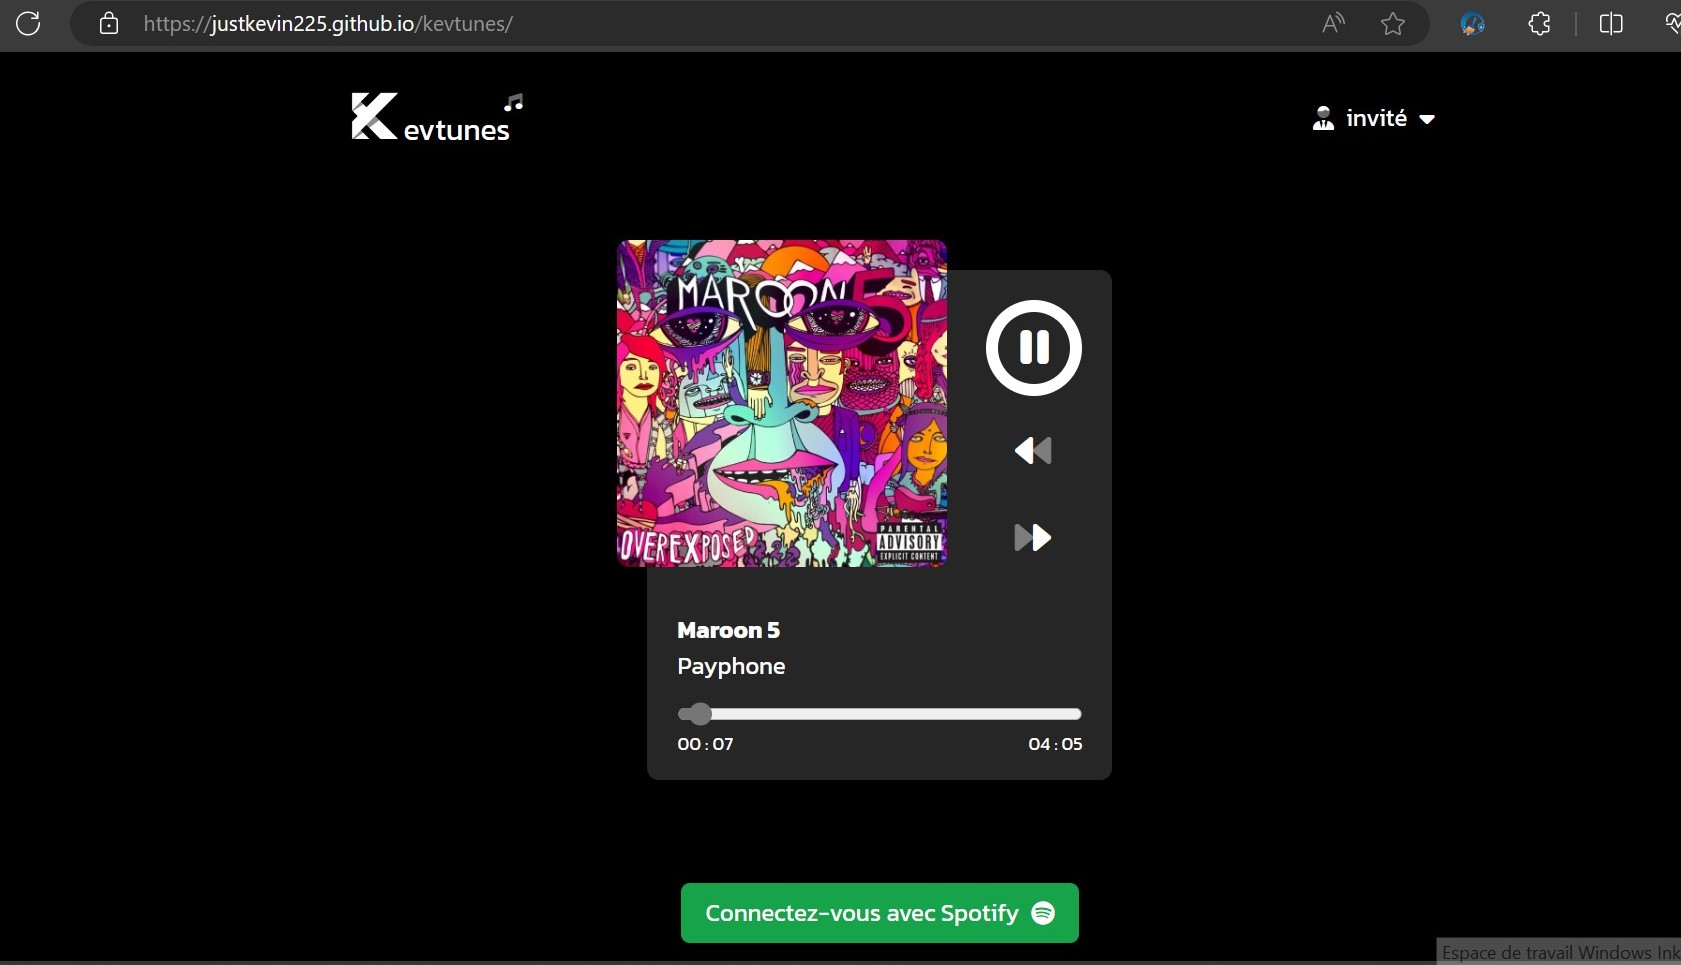 https://justkevin225.github.io/kevtunes/
Kevtunes
invité
MAROON 5
OVEREXPOSED
PARENTAL
ADVISORY
EXPLICIT CONTENT
Maroon 5
Payphone
00 : 07
04 : 05
Connectez-vous avec Spotify
Espace de travail Windows Ink